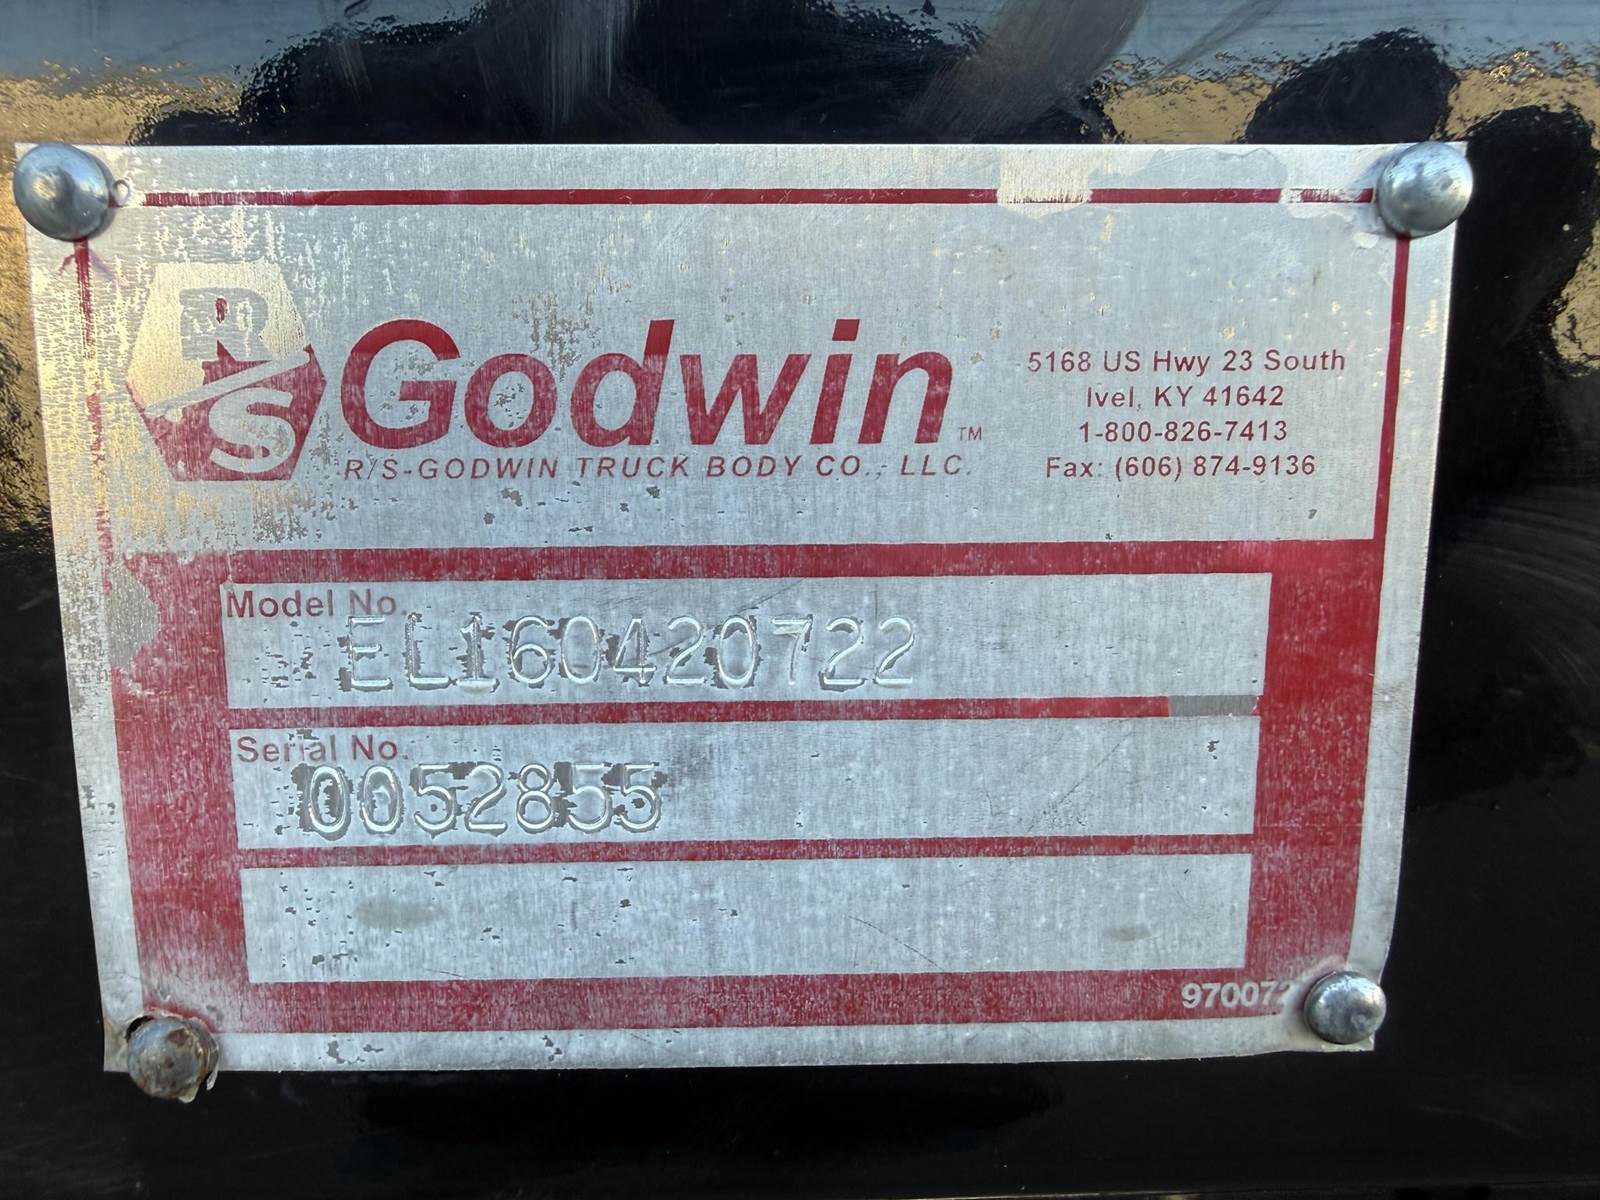 RS
Godwin™
R/S-GODWIN TRUCK BODY CO., LLC.
5168 US Hwy 23 South
Ivel, KY 41642
1-800-826-7413
Fax: (606) 874-9136
Model No.
EL160420722
Serial No.
0052855